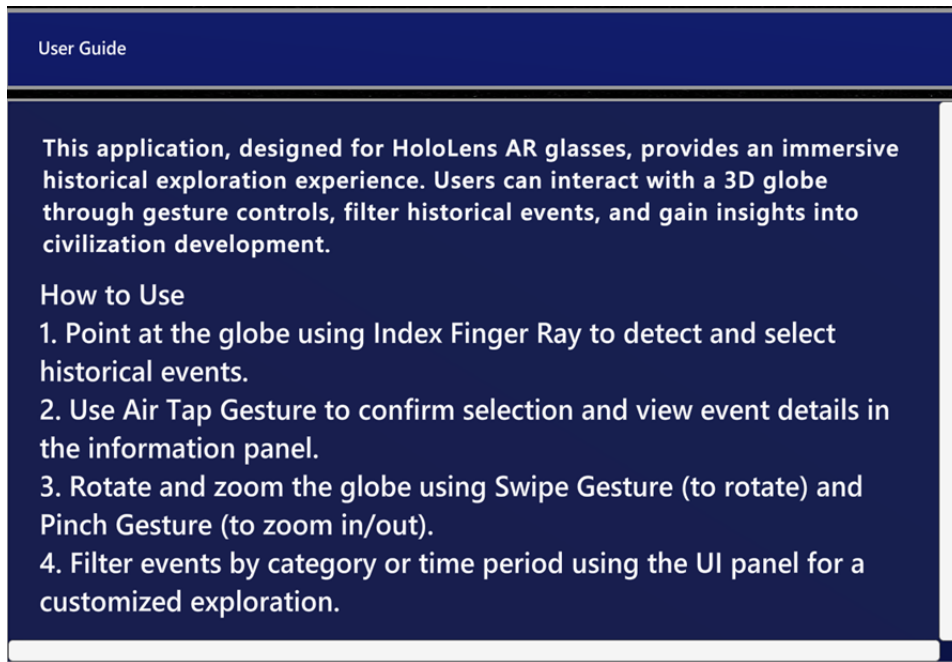 User Guide
This application, designed for HoloLens AR glasses, provides an immersive
historical exploration experience. Users can interact with a 3D globe
through gesture controls, filter historical events, and gain insights into
civilization development.
How to Use
1. Point at the globe using Index Finger Ray to detect and select
historical events.
2. Use Air Tap Gesture to confirm selection and view event details in
the information panel.
3. Rotate and zoom the globe using Swipe Gesture (to rotate) and
Pinch Gesture (to zoom in/out).
4. Filter events by category or time period using the UI panel for a
customized exploration.